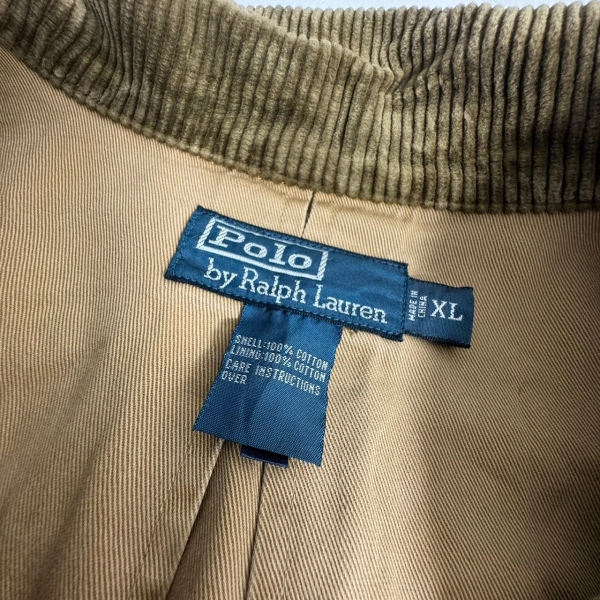 Polo
by Ralph Lauren
MADE IN
CHINA
XL
SHELL:100% COTTON
LINING:100% COTTON
CARE INSTRUCTIONS
OVER